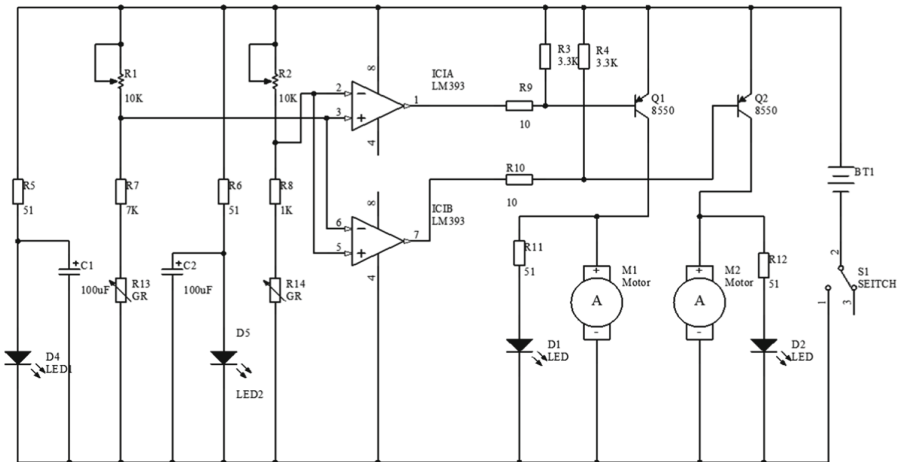 R1
10K
R2
10K
8
2
3
1
4
ICIA
LM393
R3
3.3K
R4
3.3K
R9
10
Q1
8550
Q2
8550
R5
51
R7
7K
R6
51
R8
1K
8
6
5
7
4
ICIB
LM393
R10
10
BT1
C1
100uF
R13
GR
C2
100uF
R14
GR
R11
51
M1
Motor
+
A
-
M2
Motor
+
A
-
R12
51
2
S1
SEITCH
1
3
D4
LED1
D5
LED2
D1
LED
D2
LED